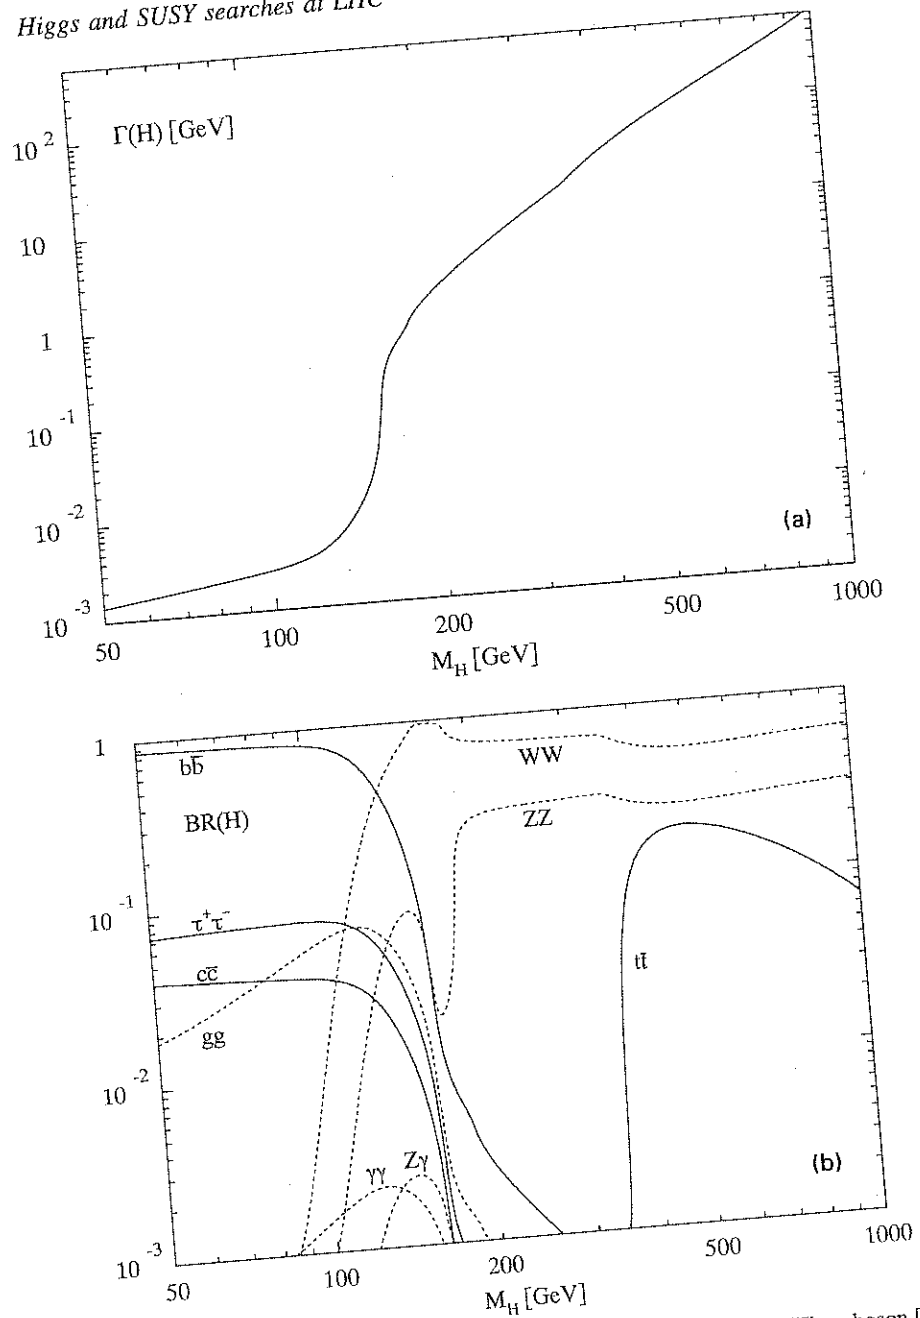 Higgs and SUSY searches at LHC
Γ(H) [GeV]
10²
10
1
10⁻¹
10⁻²
10⁻³
(a)
50
100
200
500
1000
M_H [GeV]
1
bb̄
WW
BR(H)
ZZ
10⁻¹
τ⁺τ⁻
cc̄
tt̄
gg
10⁻²
γγ
Zγ
(b)
10⁻³
50
100
200
500
1000
M_H [GeV]
boson [